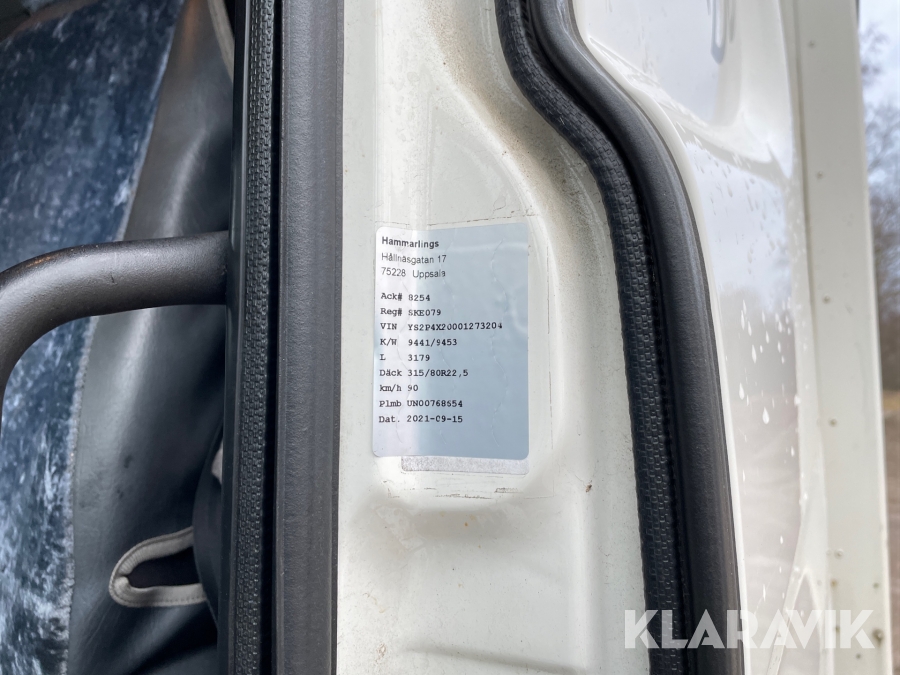 Hammarlings
Hällnäsgatan 17
75228 Uppsala
Ack# 8254
Reg# SKE079
VIN YS2P4X20001273204
K/W 9441/9453
L 3179
Däck 315/80R22,5
km/h 90
Plmb UN00768654
Dat. 2021-09-15
KLARAVIK